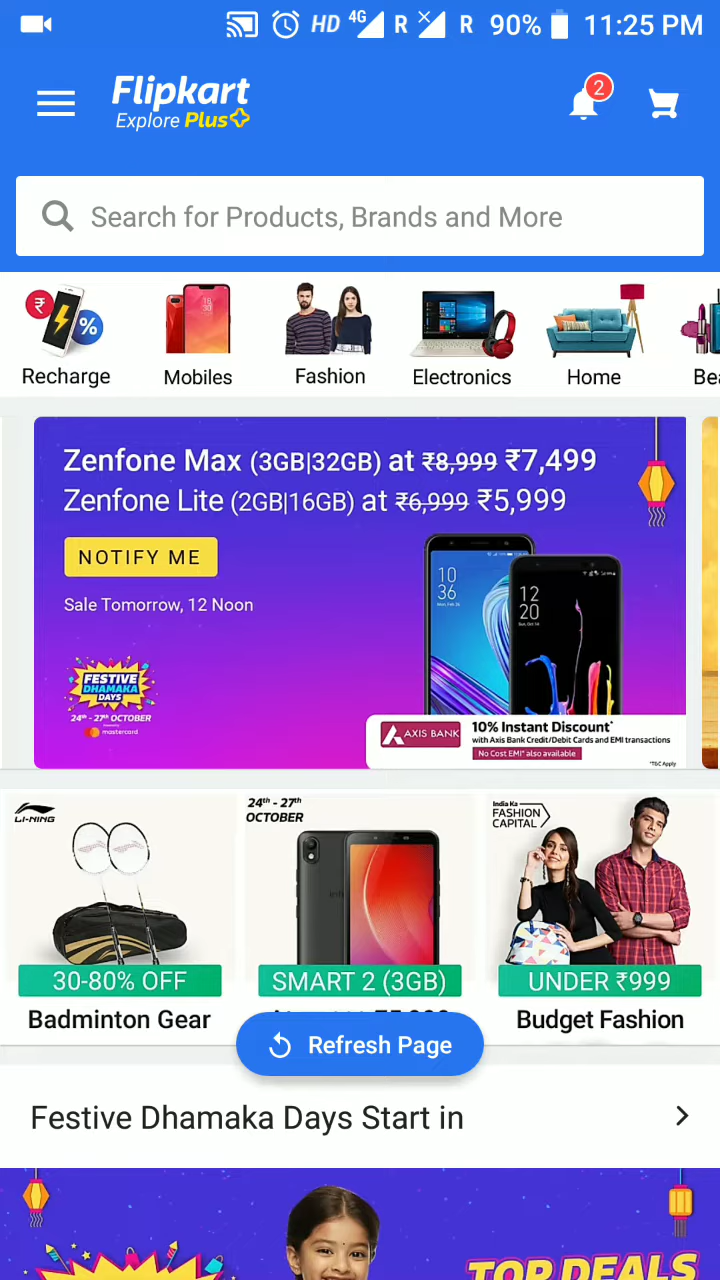 HD 4G R R 90% 11:25 PM
Flipkart
Explore Plus
2
Search for Products, Brands and More
₹ %
Recharge
Mobiles
Fashion
Electronics
Home
Bea
Zenfone Max (3GB|32GB) at ₹8,999 ₹7,499
Zenfone Lite (2GB|16GB) at ₹6,999 ₹5,999
NOTIFY ME
Sale Tomorrow, 12 Noon
10
36
12
20
FESTIVE
DHAMAKA
DAYS
24th - 27th OCTOBER
mastercard
AXIS BANK
10% Instant Discount*
with Axis Bank Credit/Debit Cards and EMI transactions
No Cost EMI* also available
*T&C Apply
LI-NING
30-80% OFF
Badminton Gear
24th - 27th
OCTOBER
SMART 2 (3GB)
India Ka
FASHION
CAPITAL
UNDER ₹999
Budget Fashion
Refresh Page
Festive Dhamaka Days Start in
TOP DEALS